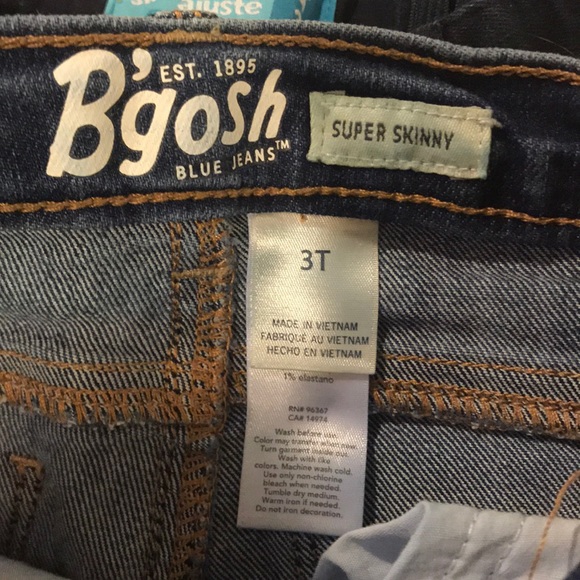 ajuste
EST. 1895
B'gosh
BLUE JEANS™
SUPER SKINNY
3T
MADE IN VIETNAM
FABRIQUÉ AU VIETNAM
HECHO EN VIETNAM
1% elastano
RN# 96367
CA# 14974
Wash before use.
Color may transfer when new.
Turn garment inside out.
Wash with like
colors. Machine wash cold.
Use only non-chlorine
bleach when needed.
Tumble dry medium.
Warm iron if needed.
Do not iron decoration.